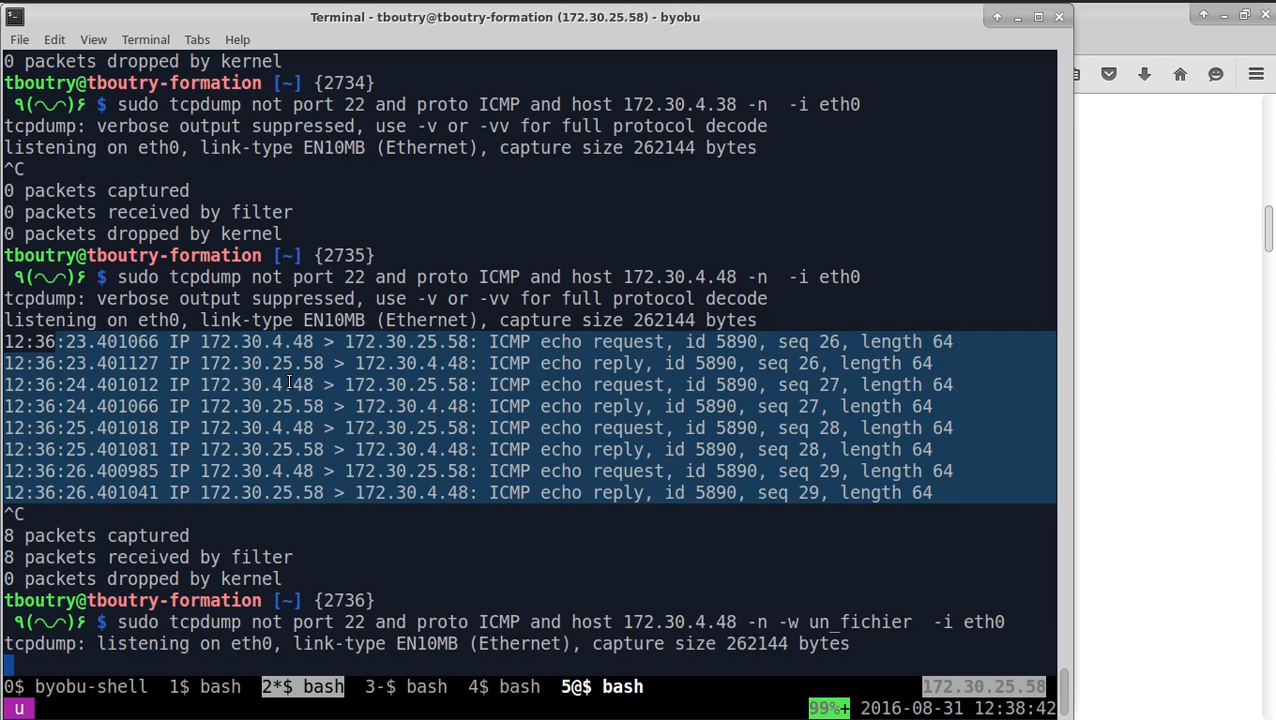 Terminal - tboutry@tboutry-formation (172.30.25.58) - byobu
File Edit View Terminal Tabs Help
0 packets dropped by kernel
tboutry@tboutry-formation [~] {2734}
٩(◡◡)۶ $ sudo tcpdump not port 22 and proto ICMP and host 172.30.4.38 -n  -i eth0
tcpdump: verbose output suppressed, use -v or -vv for full protocol decode
listening on eth0, link-type EN10MB (Ethernet), capture size 262144 bytes
^C
0 packets captured
0 packets received by filter
0 packets dropped by kernel
tboutry@tboutry-formation [~] {2735}
٩(◡◡)۶ $ sudo tcpdump not port 22 and proto ICMP and host 172.30.4.48 -n  -i eth0
tcpdump: verbose output suppressed, use -v or -vv for full protocol decode
listening on eth0, link-type EN10MB (Ethernet), capture size 262144 bytes
12:36:23.401066 IP 172.30.4.48 > 172.30.25.58: ICMP echo request, id 5890, seq 26, length 64
12:36:23.401127 IP 172.30.25.58 > 172.30.4.48: ICMP echo reply, id 5890, seq 26, length 64
12:36:24.401012 IP 172.30.4.48 > 172.30.25.58: ICMP echo request, id 5890, seq 27, length 64
12:36:24.401066 IP 172.30.25.58 > 172.30.4.48: ICMP echo reply, id 5890, seq 27, length 64
12:36:25.401018 IP 172.30.4.48 > 172.30.25.58: ICMP echo request, id 5890, seq 28, length 64
12:36:25.401081 IP 172.30.25.58 > 172.30.4.48: ICMP echo reply, id 5890, seq 28, length 64
12:36:26.400985 IP 172.30.4.48 > 172.30.25.58: ICMP echo request, id 5890, seq 29, length 64
12:36:26.401041 IP 172.30.25.58 > 172.30.4.48: ICMP echo reply, id 5890, seq 29, length 64
^C
8 packets captured
8 packets received by filter
0 packets dropped by kernel
tboutry@tboutry-formation [~] {2736}
٩(◡◡)۶ $ sudo tcpdump not port 22 and proto ICMP and host 172.30.4.48 -n -w un_fichier  -i eth0
tcpdump: listening on eth0, link-type EN10MB (Ethernet), capture size 262144 bytes
0$ byobu-shell  1$ bash  2*$ bash  3-$ bash  4$ bash  5@$ bash 172.30.25.58
u 99%+ 2016-08-31 12:38:42